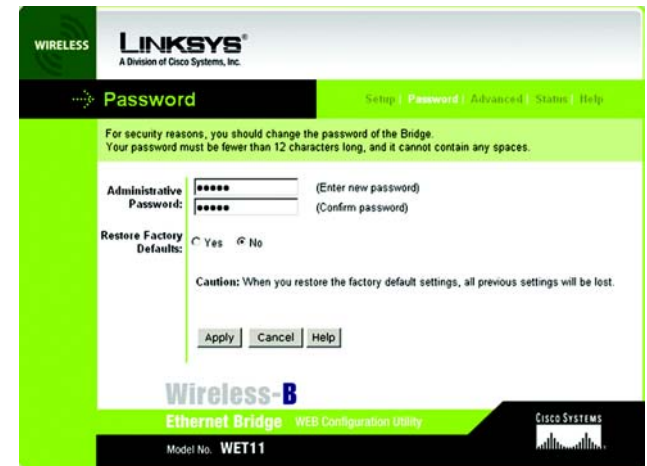 WIRELESS
LINKSYS®
A Division of Cisco Systems, Inc.
Password
Setup | Password | Advanced | Status | Help
For security reasons, you should change the password of the Bridge.
Your password must be fewer than 12 characters long, and it cannot contain any spaces.
Administrative Password:
●●●●● (Enter new password)
●●●●● (Confirm password)
Restore Factory Defaults:
Yes No
Caution: When you restore the factory default settings, all previous settings will be lost.
Apply Cancel Help
Wireless-B
Ethernet Bridge WEB Configuration Utility
CISCO SYSTEMS
Model No. WET11